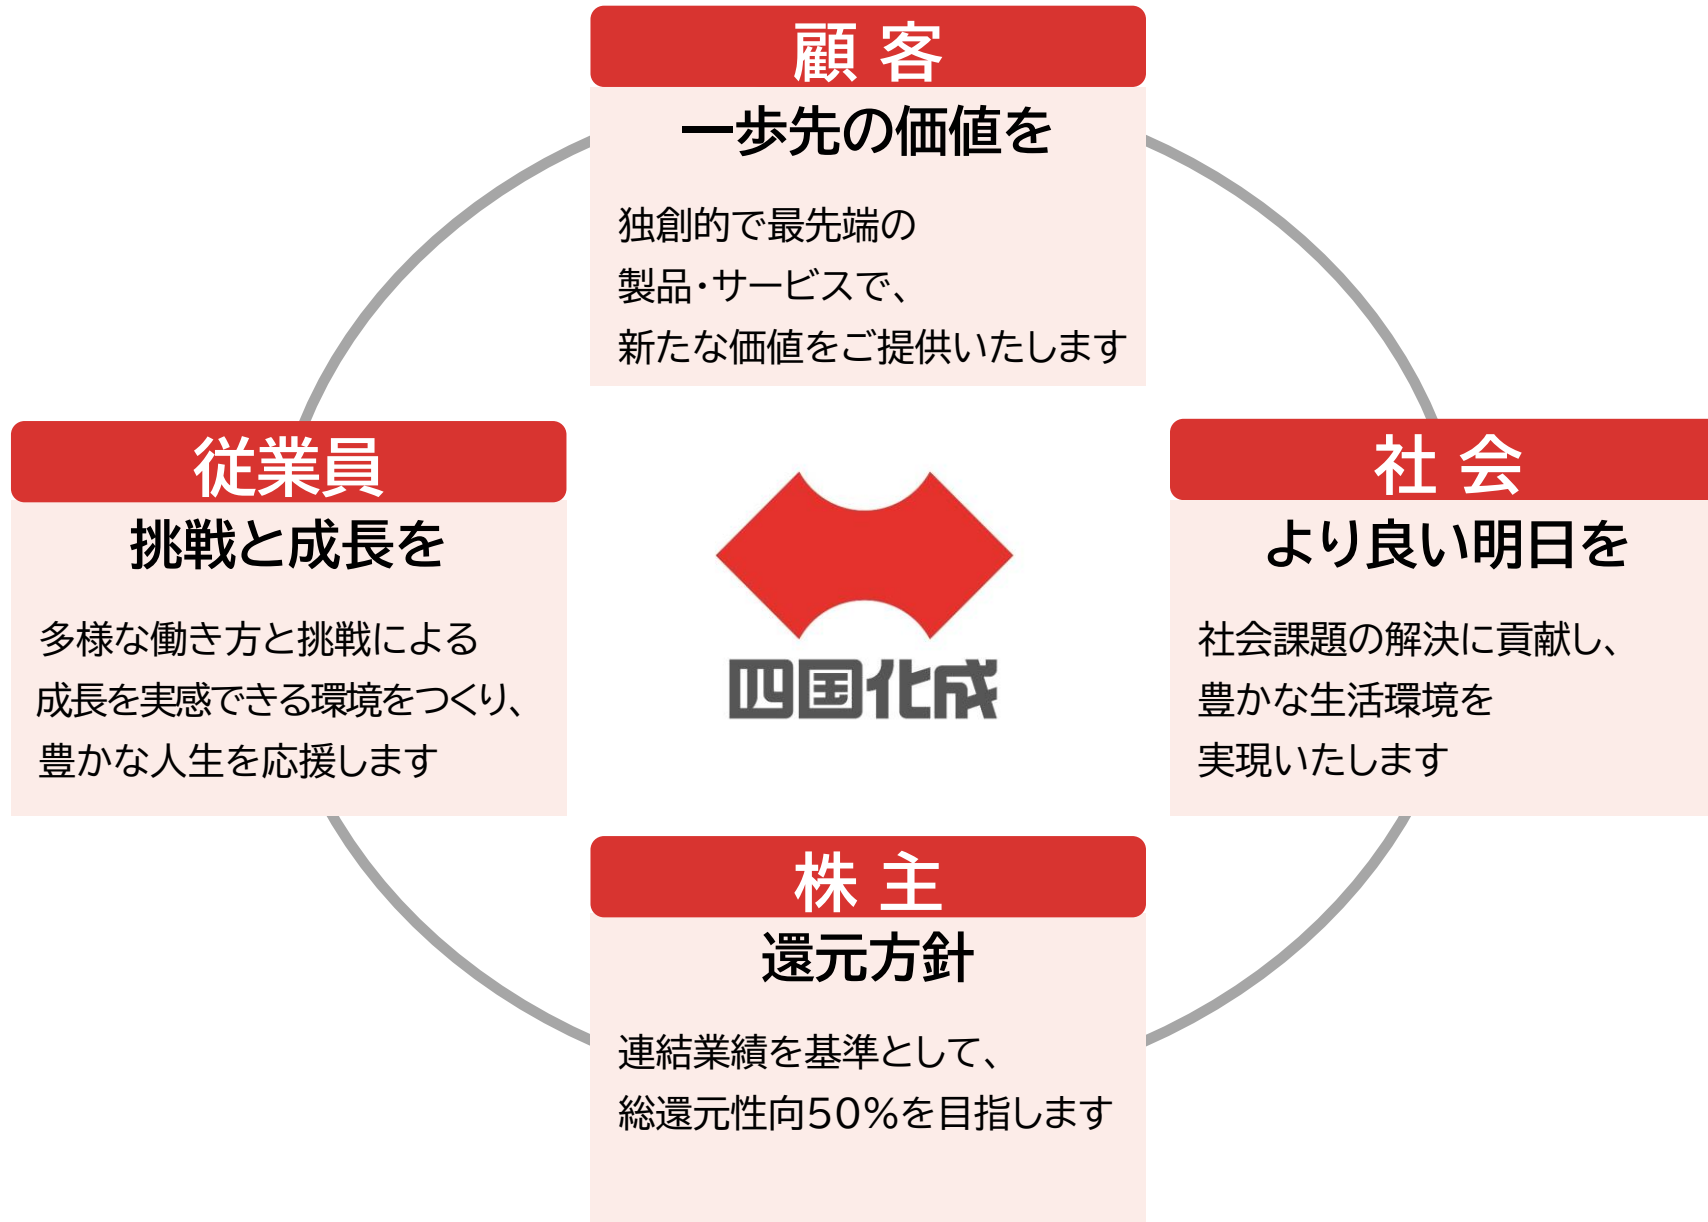 顧 客
一歩先の価値を
独創的で最先端の
製品・サービスで、
新たな価値をご提供いたします
従業員
挑戦と成長を
多様な働き方と挑戦による
成長を実感できる環境をつくり、
豊かな人生を応援します
四国化成
社 会
より良い明日を
社会課題の解決に貢献し、
豊かな生活環境を
実現いたします
株 主
還元方針
連結業績を基準として、
総還元性向50%を目指します